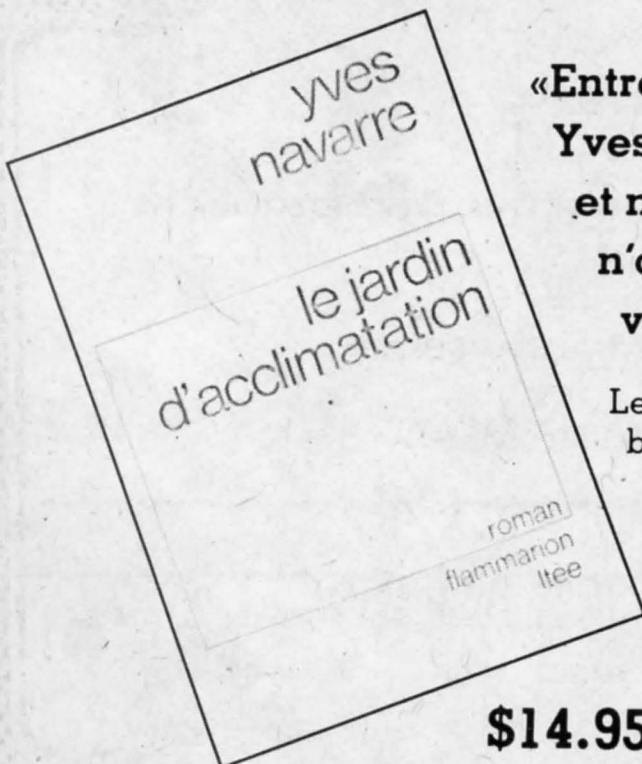 yves
navarre
le jardin
d'acclimatation
roman
flammarion
ltée
«Entre
Yves
et
Le
$14.95